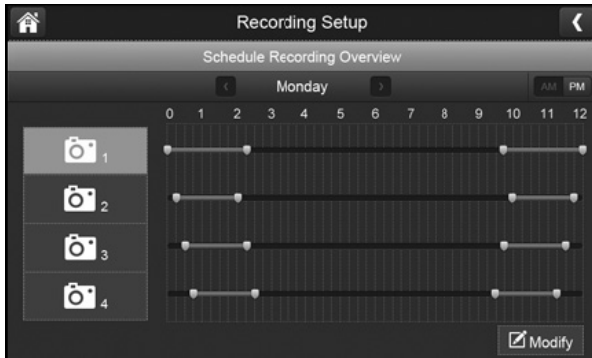 Recording Setup
Schedule Recording Overview
Monday
AM PM
0 1 2 3 4 5 6 7 8 9 10 11 12
1
2
3
4
Modify